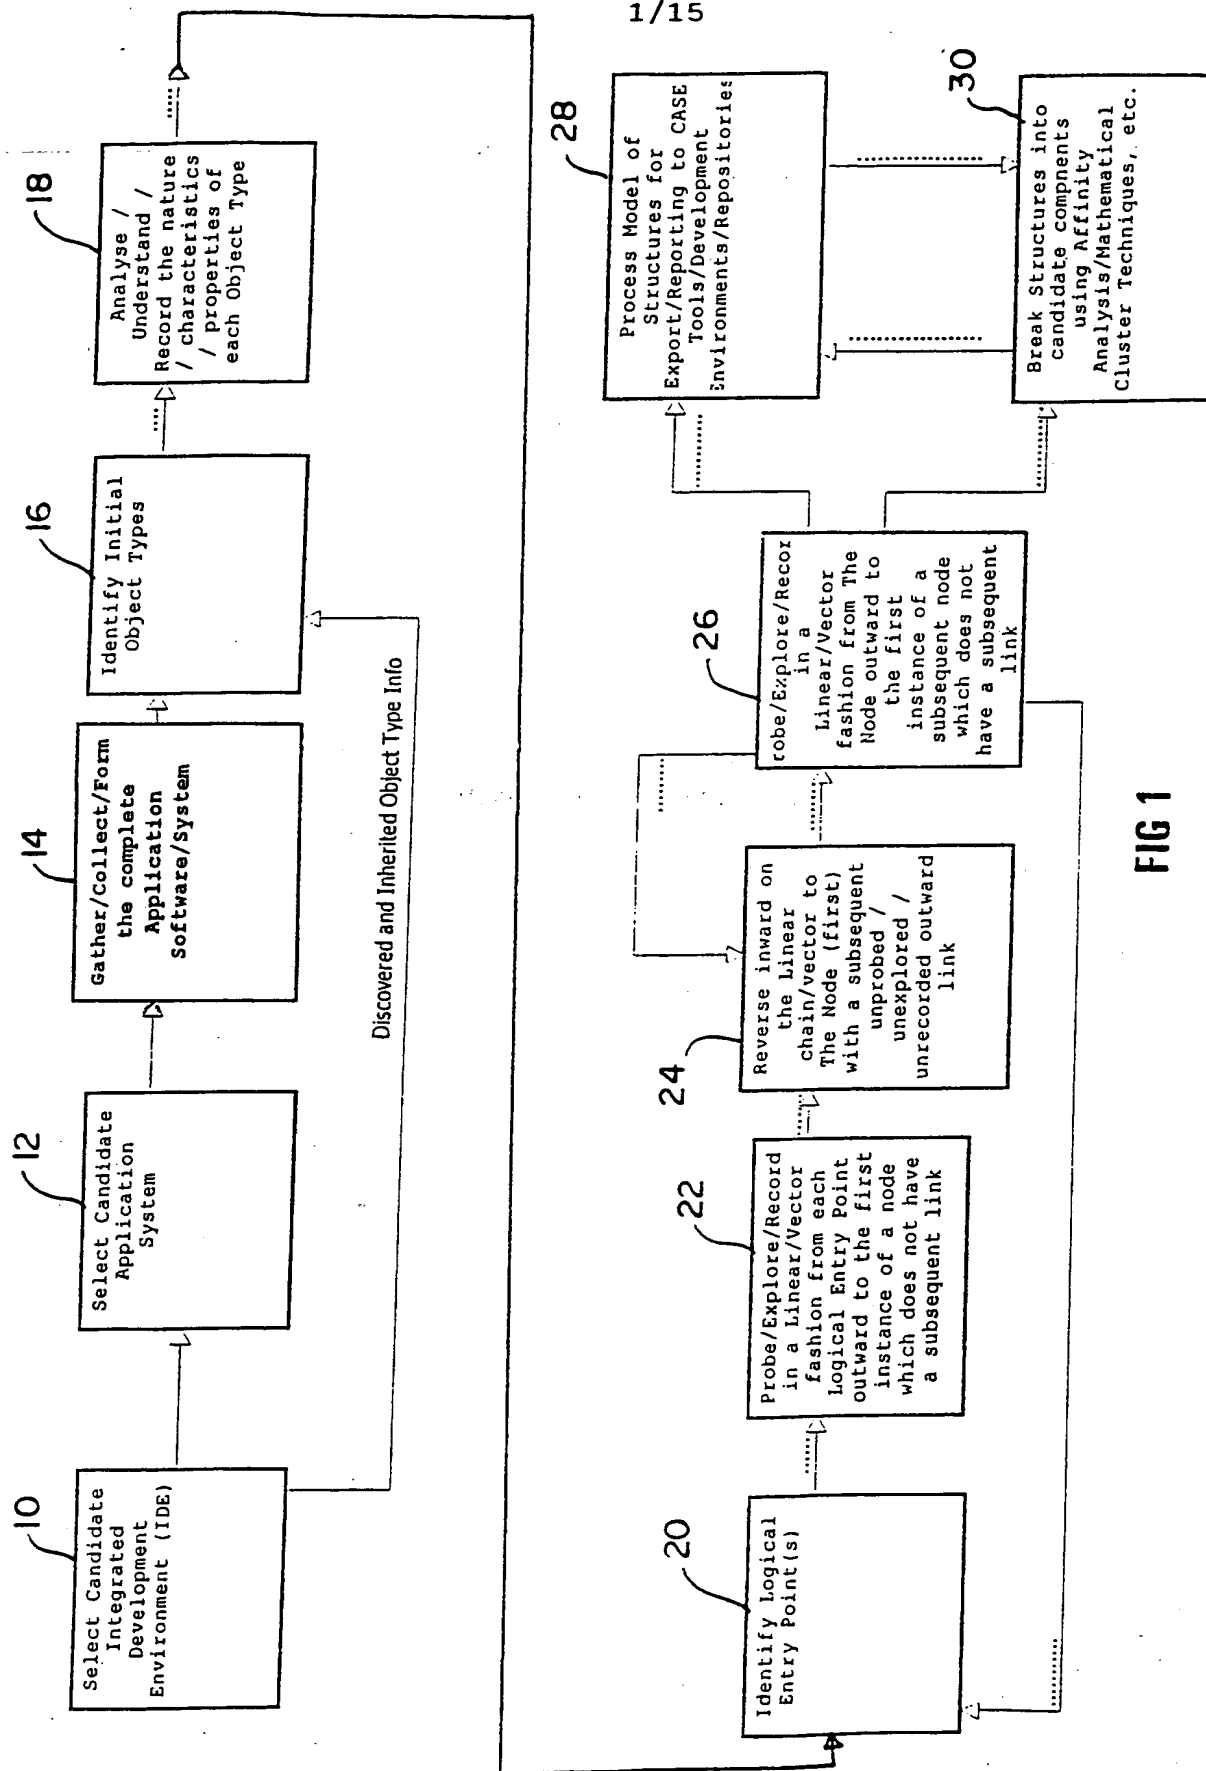 1/15
10
Select Candidate
Integrated
Development
Environment (IDE)
12
Select Candidate
Application
System
14
Gather/Collect/Form
the complete
Application
Software/System
16
Identify Initial
Object Types
18
Analyse /
Understand /
Record the nature
/ characteristics
/ properties of
each Object Type
Discovered and Inherited Object Type Info
20
Identify Logical
Entry Point(s)
22
Probe/Explore/Record
in a Linear/Vector
fashion from each
Logical Entry Point
outward to the first
instance of a node
which does not have
a subsequent link
24
Reverse inward on
the Linear
chain/vector to
The Node (first)
with a subsequent
unprobed /
unexplored /
unrecorded outward
link
26
robe/Explore/Recor
in a
Linear/Vector
fashion from The
Node outward to
the first
instance of a
subsequent node
which does not
have a subsequent
link
28
Process Model of
Structures for
Export/Reporting to CASE
Tools/Development
Environments/Repositories
30
Break Structures into
candidate compnents
using Affinity
Analysis/Mathematical
Cluster Techniques, etc.
FIG 1